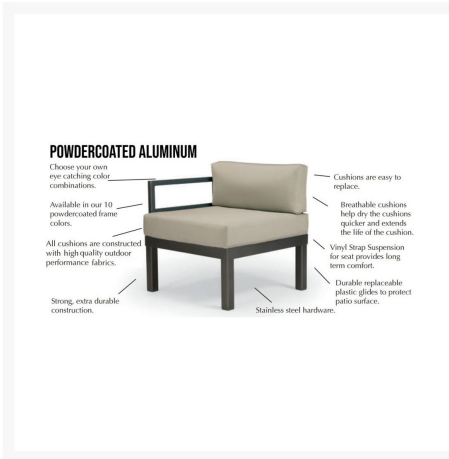 POWDERCOATED ALUMINUM
Choose your own
eye catching color
combinations.
Available in our 10
powdercoated frame
colors.
All cushions are constructed
with high quality outdoor
performance fabrics.
Strong, extra durable
construction.
Cushions are easy to
replace.
Breathable cushions
help dry the cushions
quicker and extends
the life of the cushion.
Vinyl Strap Suspension
for seat provides long
term comfort.
Durable replaceable
plastic glides to protect
patio surface.
Stainless steel hardware.